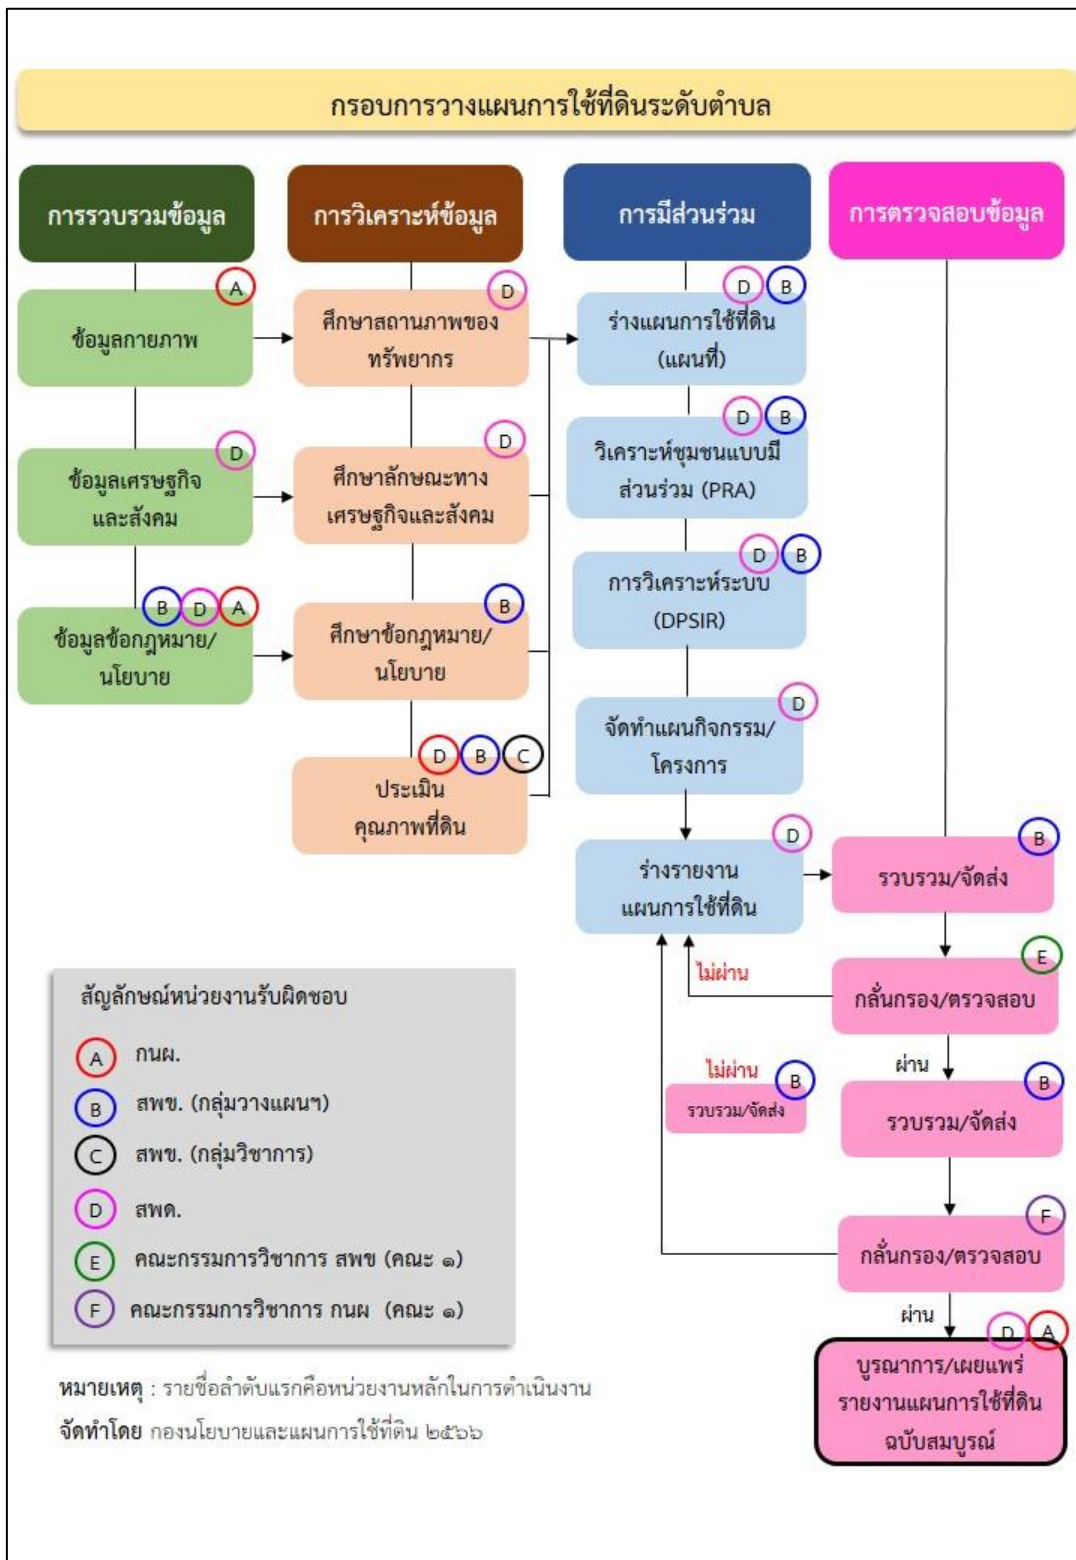 กรอบการวางแผนการใช้ที่ดินระดับตำบล
การรวบรวมข้อมูล
A
ข้อมูลกายภาพ
D
ข้อมูลเศรษฐกิจ
และสังคม
B D A
ข้อมูลข้อกฎหมาย/
นโยบาย
การวิเคราะห์ข้อมูล
D
ศึกษาสถานภาพของ
ทรัพยากร
D
ศึกษาลักษณะทาง
เศรษฐกิจและสังคม
B
ศึกษาข้อกฎหมาย/
นโยบาย
D B C
ประเมิน
คุณภาพที่ดิน
การมีส่วนร่วม
D B
ร่างแผนการใช้ที่ดิน
(แผนที่)
D B
วิเคราะห์ชุมชนแบบมี
ส่วนร่วม (PRA)
D B
การวิเคราะห์ระบบ
(DPSIR)
D
จัดทำแผนกิจกรรม/
โครงการ
D
ร่างรายงาน
แผนการใช้ที่ดิน
การตรวจสอบข้อมูล
B
รวบรวม/จัดส่ง
E
กลั่นกรอง/ตรวจสอบ
ไม่ผ่าน
ผ่าน
B
รวบรวม/จัดส่ง
ไม่ผ่าน
B
รวบรวม/จัดส่ง
F
กลั่นกรอง/ตรวจสอบ
ผ่าน
D A
บูรณาการ/เผยแพร่
รายงานแผนการใช้ที่ดิน
ฉบับสมบูรณ์
สัญลักษณ์หน่วยงานรับผิดชอบ
A กนผ.
B สพข. (กลุ่มวางแผนฯ)
C สพข. (กลุ่มวิชาการ)
D สพด.
E คณะกรรมการวิชาการ สพข (คณะ ๑)
F คณะกรรมการวิชาการ กนผ (คณะ ๑)
หมายเหตุ : รายชื่อลำดับแรกคือหน่วยงานหลักในการดำเนินงาน
จัดทำโดย กองนโยบายและแผนการใช้ที่ดิน ๒๕๖๖